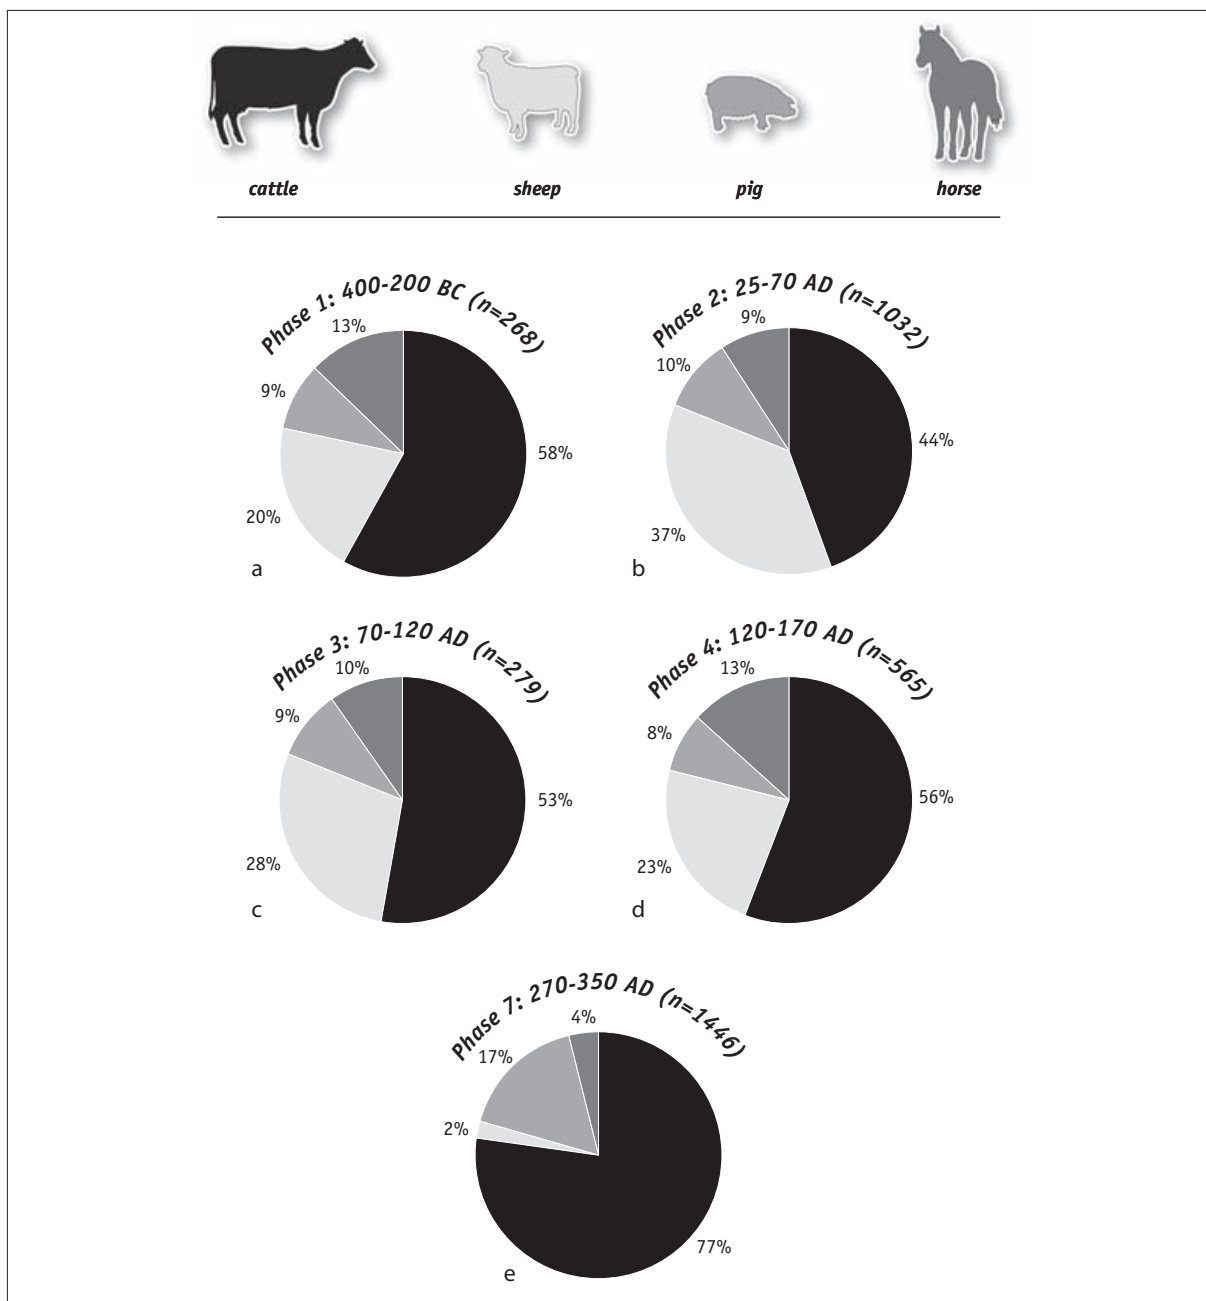 cattle sheep pig horse
Phase 1: 400-200 BC (n=268)
13%
9%
58%
20%
a
Phase 2: 25-70 AD (n=1032)
9%
10%
44%
37%
b
Phase 3: 70-120 AD (n=279)
10%
9%
53%
28%
c
Phase 4: 120-170 AD (n=565)
13%
8%
56%
23%
d
Phase 7: 270-350 AD (n=1446)
4%
17%
2%
77%
e